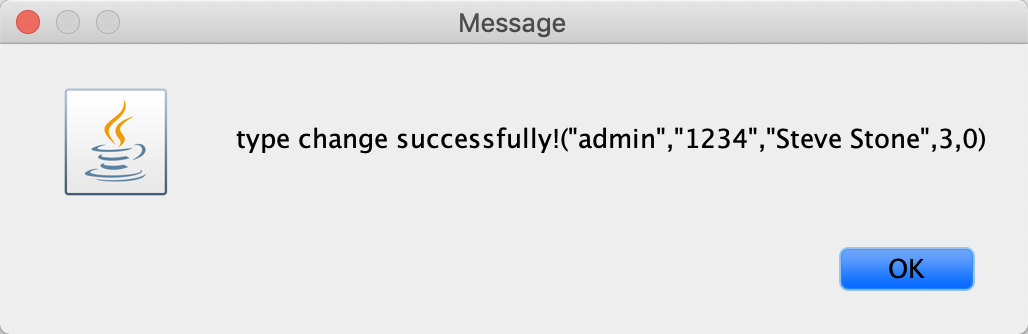 Message
type change successfully!("admin","1234","Steve Stone",3,0)
OK